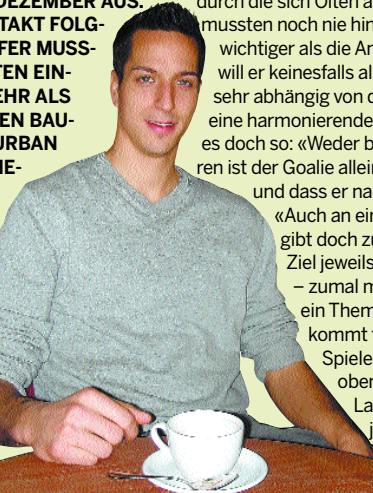 DEZEMBER AUS.
TAKT FOLG-
FER MUSS-
TEN EIN-
EHR ALS
EN BAU-
URBAN
NE-
durch die sich Olten a
mussten noch nie hin
wichtiger als die An
will er keinesfalls al
sehr abhängig von d
eine harmonierende
es doch so: «Weder b
ren ist der Goalie allein
und dass er na
«Auch an ein
gibt doch zu
Ziel jeweils
– zumal m
ein Them
kommt
Spiele
ober
La
j